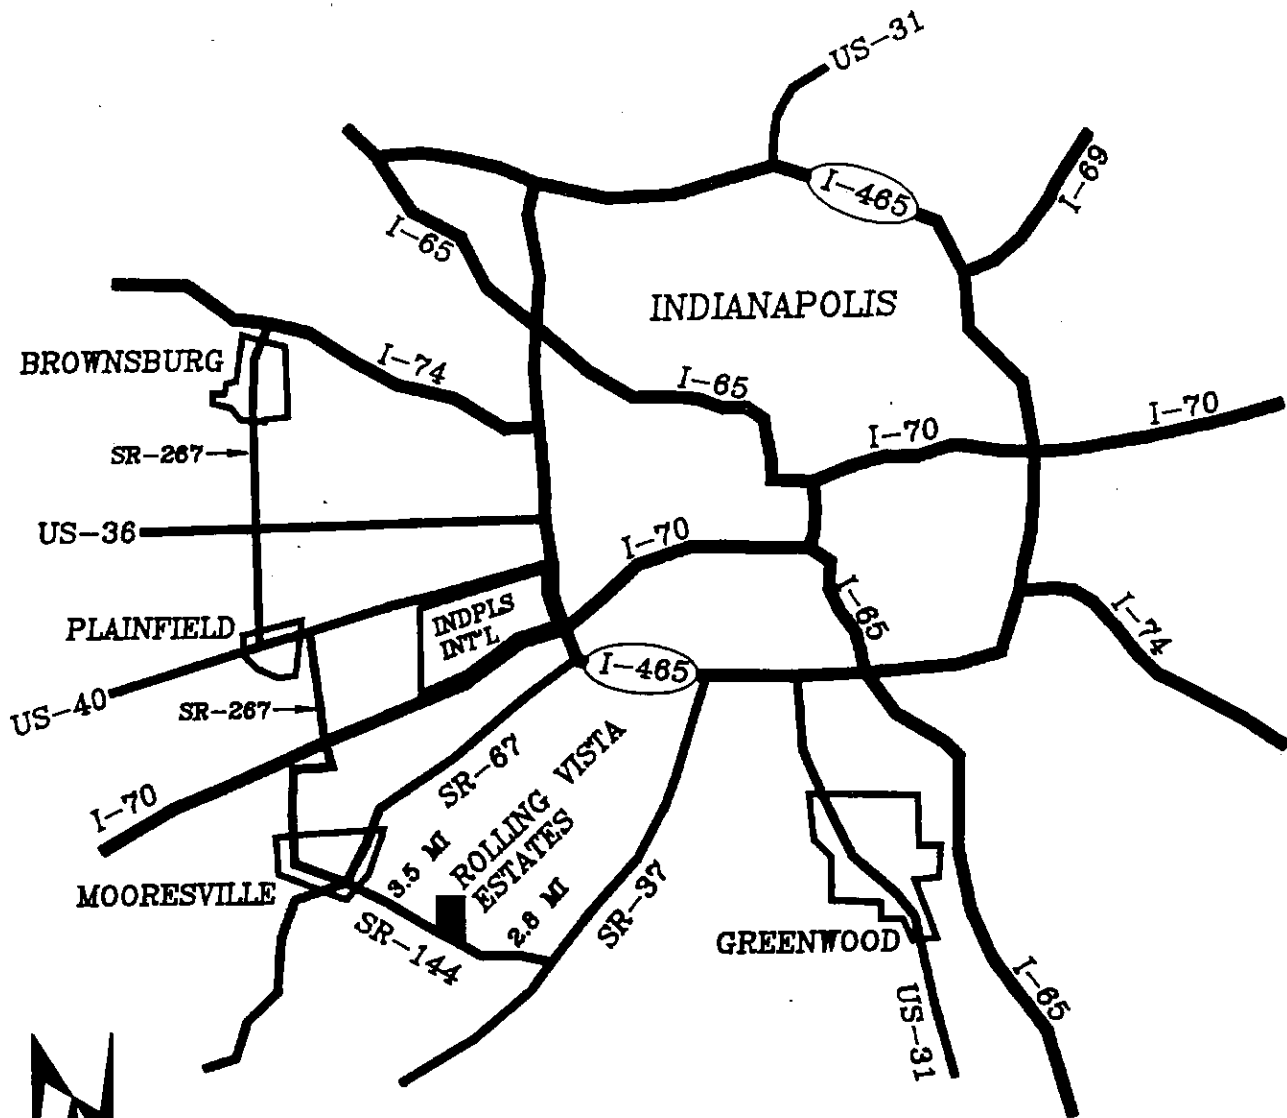 US-31
I-69
I-465
I-65
INDIANAPOLIS
BROWNSBURG
I-74
I-65
I-70
I-70
SR-267
US-36
I-70
INDPLS
INT'L
I-65
I-74
PLAINFIELD
I-465
US-40
SR-267
SR-67
I-70
ROLLING VISTA
ESTATES
3.5 MI
2.8 MI
MOORESVILLE
SR-144
SR-37
GREENWOOD
US-31
I-65
N